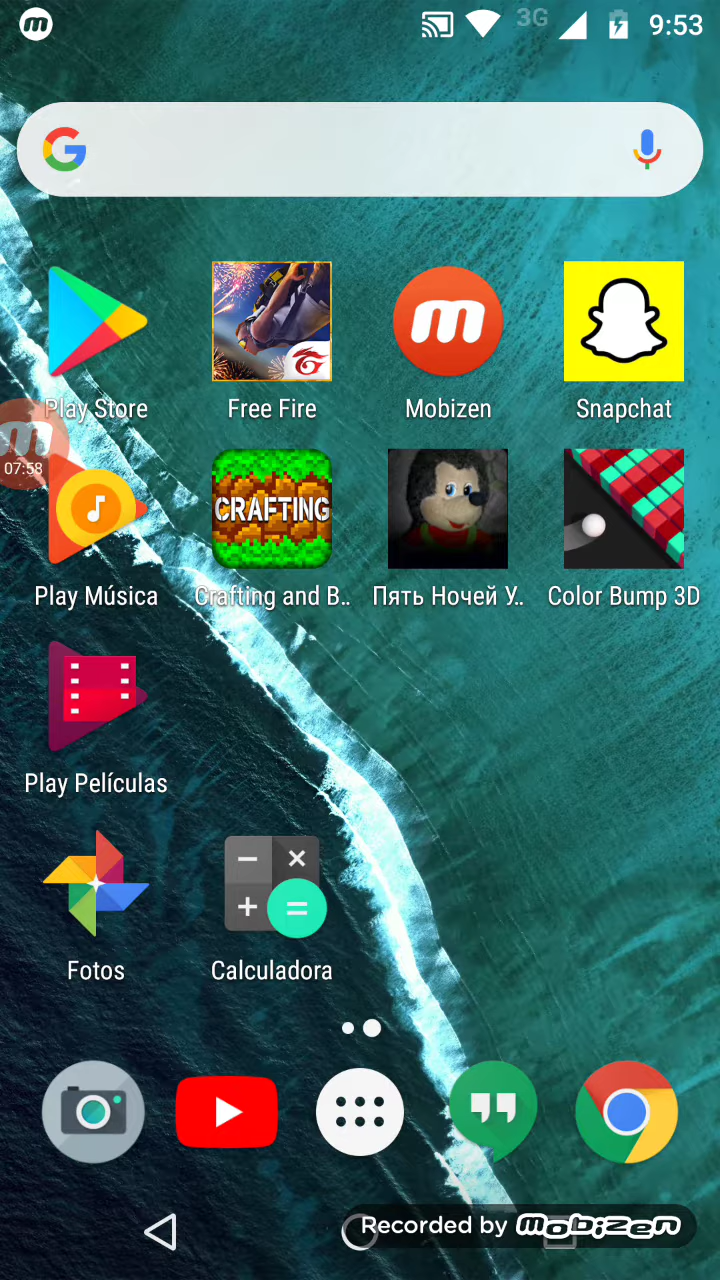 3G 9:53
Play Store
Free Fire
Mobizen
Snapchat
07:58
CRAFTING
Play Música
Crafting and B..
Пять Ночей У..
Color Bump 3D
Play Películas
Fotos
Calculadora
Recorded by mobizen